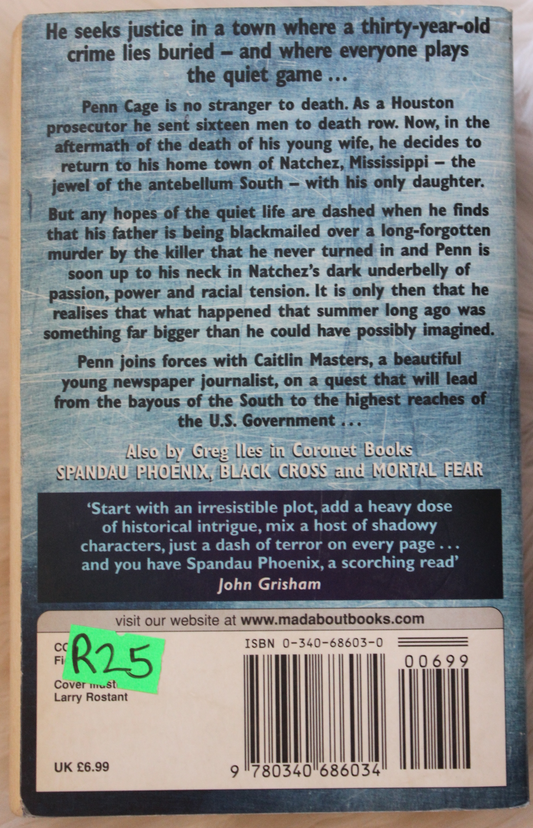 He seeks justice in a town where a thirty-year-old
crime lies buried – and where everyone plays
the quiet game ...
Penn Cage is no stranger to death. As a Houston
prosecutor he sent sixteen men to death row. Now, in the
aftermath of the death of his young wife, he decides to
return to his home town of Natchez, Mississippi – the
jewel of the antebellum South – with his only daughter.
But any hopes of the quiet life are dashed when he finds
that his father is being blackmailed over a long-forgotten
murder by the killer that he never turned in and Penn is
soon up to his neck in Natchez's dark underbelly of
passion, power and racial tension. It is only then that he
realises that what happened that summer long ago was
something far bigger than he could have possibly imagined.
Penn joins forces with Caitlin Masters, a beautiful
young newspaper journalist, on a quest that will lead
from the bayous of the South to the highest reaches of
the U.S. Government ...
Also by Greg Iles in Coronet Books
SPANDAU PHOENIX, BLACK CROSS and MORTAL FEAR
'Start with an irresistible plot, add a heavy dose
of historical intrigue, mix a host of shadowy
characters, just a dash of terror on every page ...
and you have Spandau Phoenix, a scorching read'
John Grisham
visit our website at www.madaboutbooks.com
ISBN 0-340-68603-0
00699
R25
Cover
Larry Rostant
UK £6.99
9 780340 686034